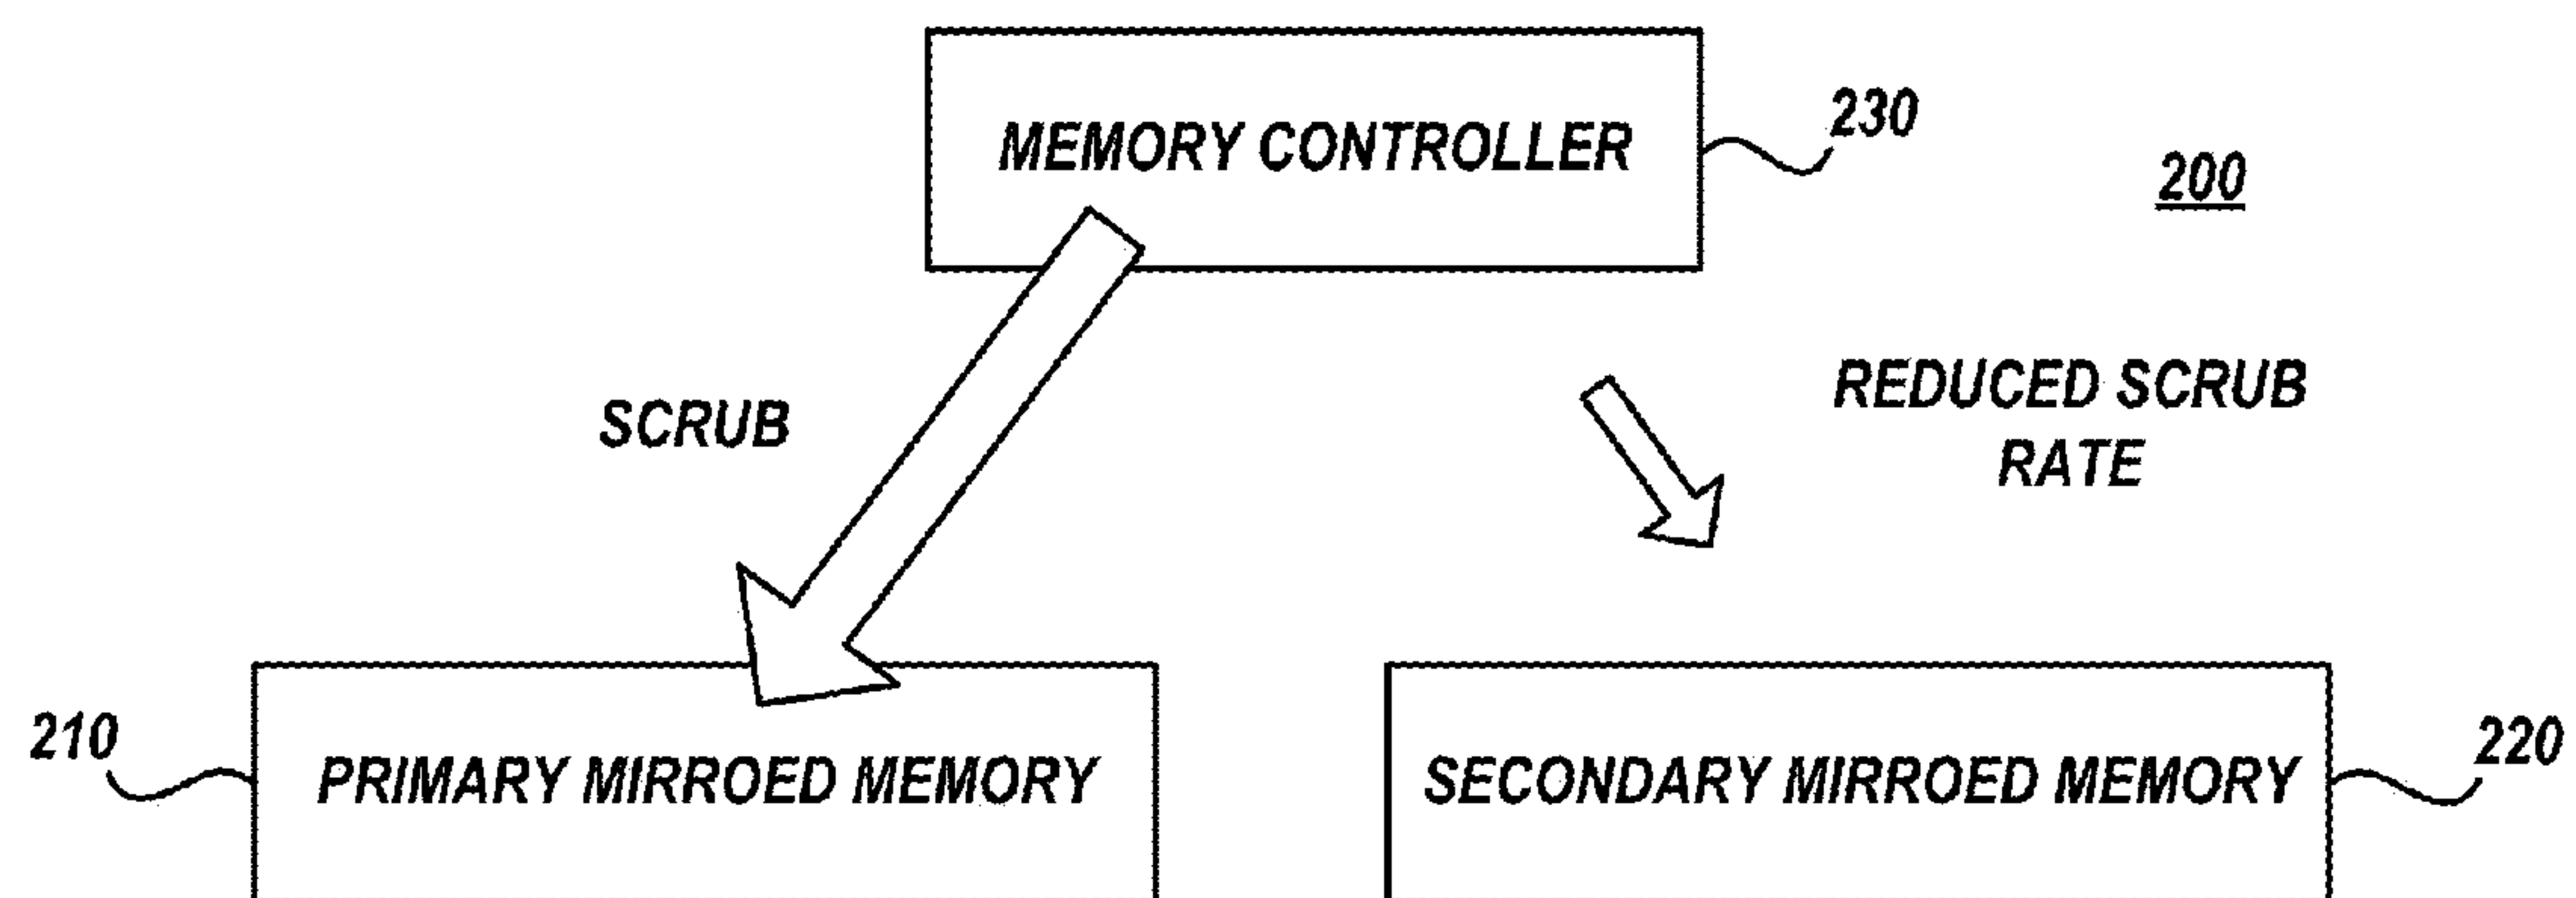 MEMORY CONTROLLER
230
200
SCRUB
REDUCED SCRUB
RATE
210
PRIMARY MIRROED MEMORY
SECONDARY MIRROED MEMORY
220